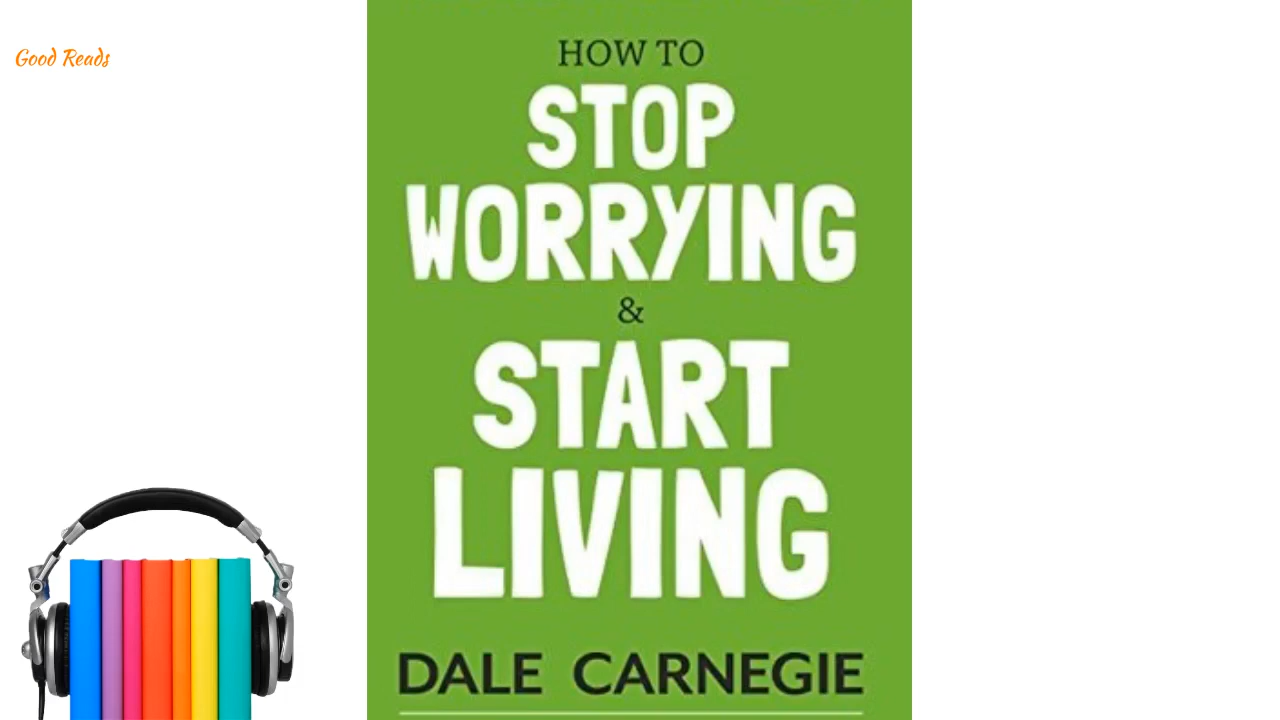 Good Reads
HOW TO
STOP
WORRYING
&
START
LIVING
DALE CARNEGIE